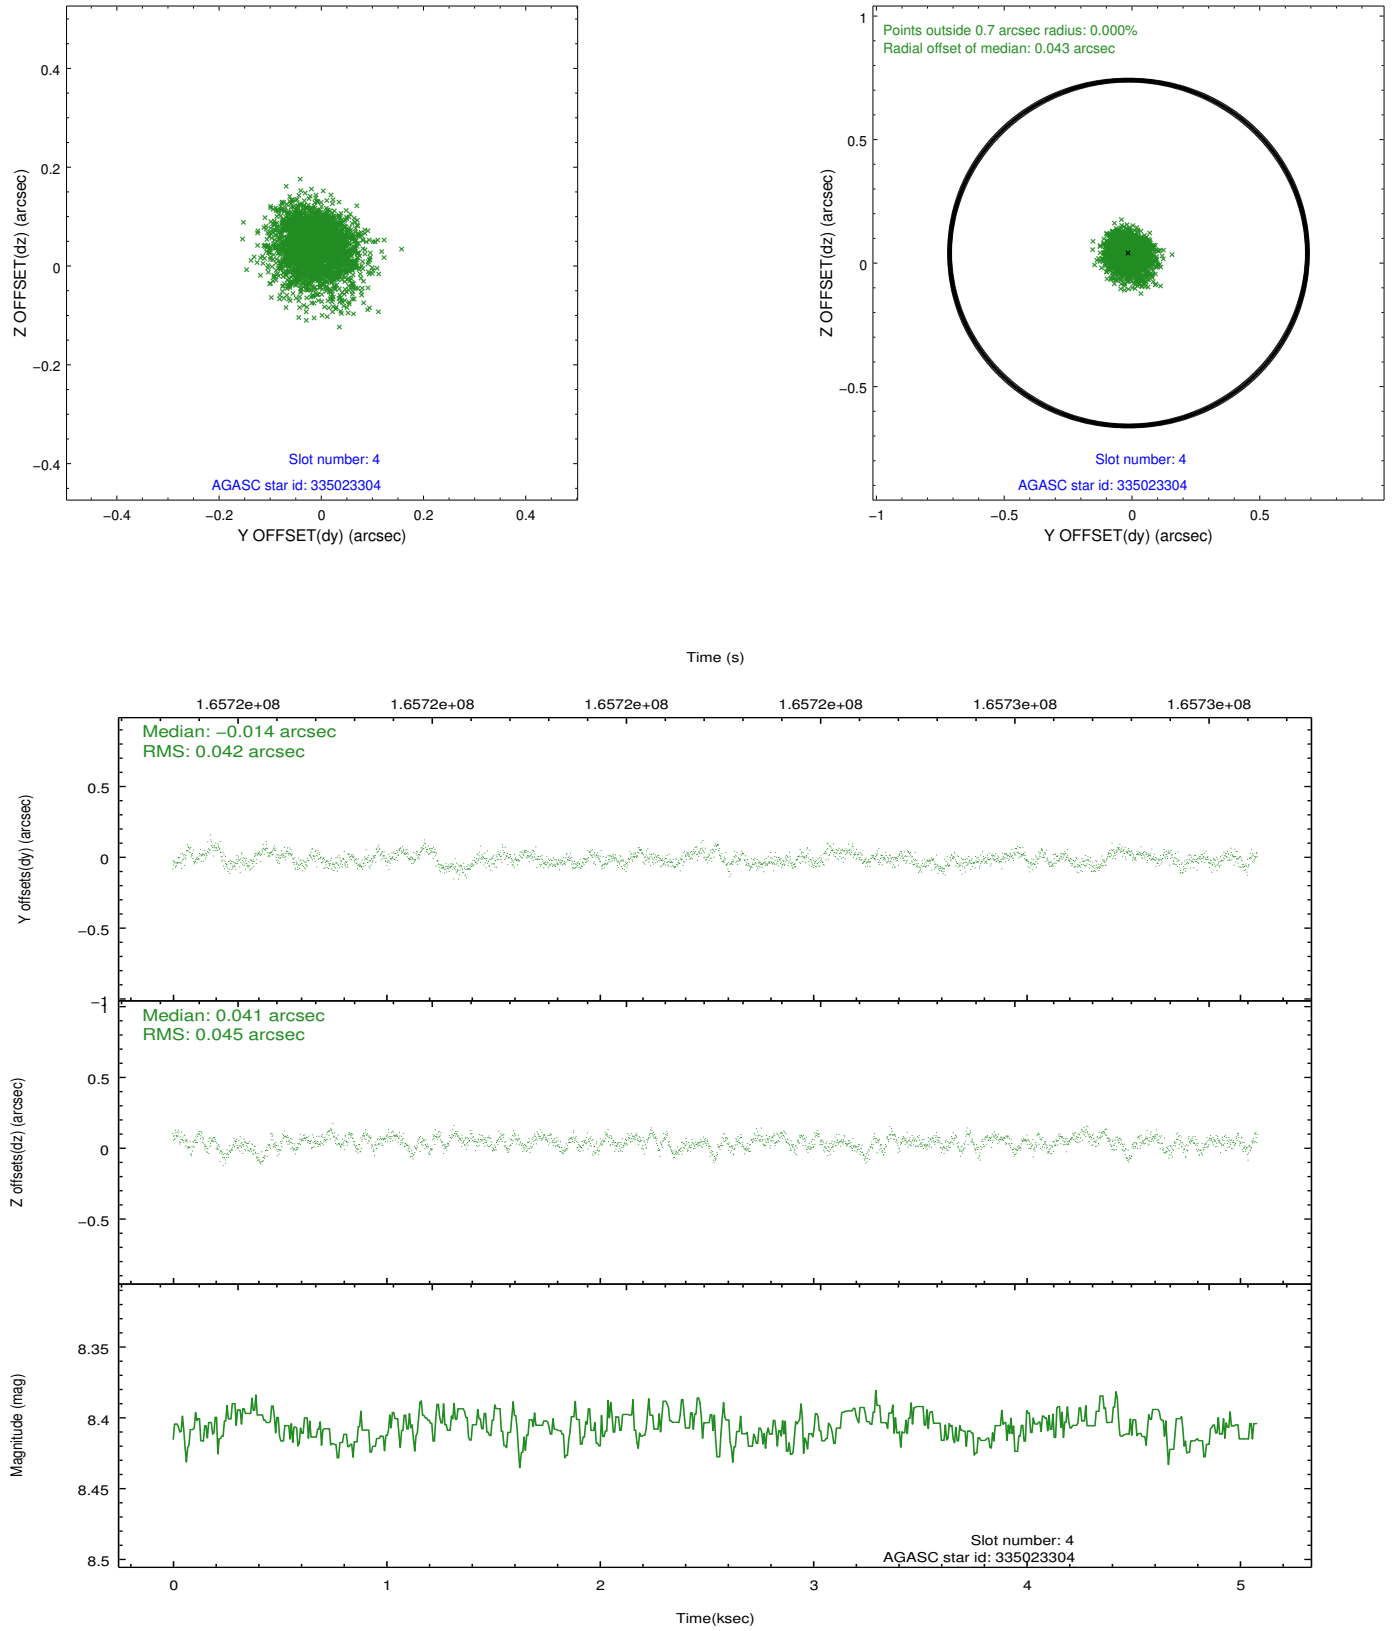 0.4
0.2
0
−0.2
−0.4
Z OFFSET(dz) (arcsec)
Slot number: 4
AGASC star id: 335023304
−0.4 −0.2 0 0.2 0.4
Y OFFSET(dy) (arcsec)
Points outside 0.7 arcsec radius: 0.000%
Radial offset of median: 0.043 arcsec
1
0.5
0
−0.5
Z OFFSET(dz) (arcsec)
Slot number: 4
AGASC star id: 335023304
−1 −0.5 0 0.5
Y OFFSET(dy) (arcsec)
Time (s)
1.6572e+08 1.6572e+08 1.6572e+08 1.6572e+08 1.6573e+08 1.6573e+08
Median: −0.014 arcsec
RMS: 0.042 arcsec
0.5
0
−0.5
−1
Y offsets(dy) (arcsec)
Median: 0.041 arcsec
RMS: 0.045 arcsec
1
0.5
0
−0.5
Z offsets(dz) (arcsec)
8.35
8.4
8.45
8.5
Magnitude (mag)
Slot number: 4
AGASC star id: 335023304
0 1 2 3 4 5
Time(ksec)